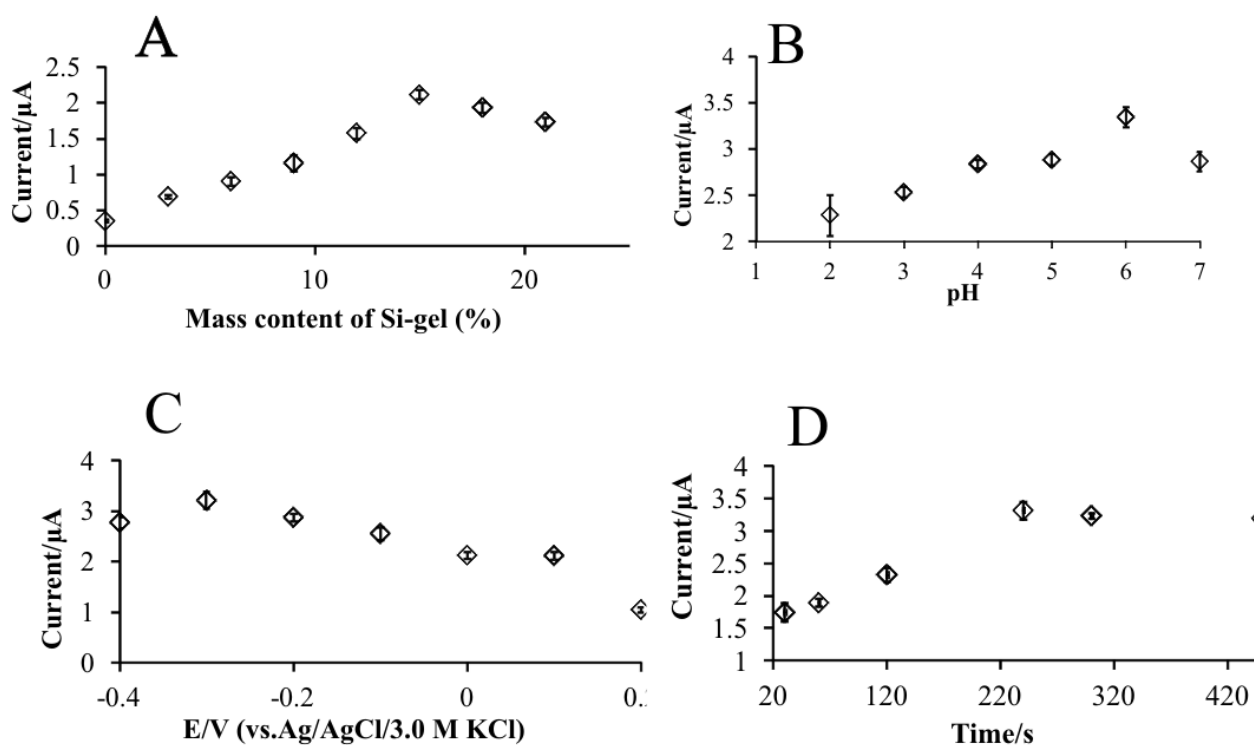 A
Current/µA
2.5
2
1.5
1
0.5
0
0 10 20
Mass content of Si-gel (%)
B
Current/µA
4
3.5
3
2.5
2
1 2 3 4 5 6 7
pH
C
Current/µA
4
3
2
1
0
-0.4 -0.2 0
E/V (vs.Ag/AgCl/3.0 M KCl)
D
Current/µA
4
3.5
3
2.5
2
1.5
1
20 120 220 320 420
Time/s